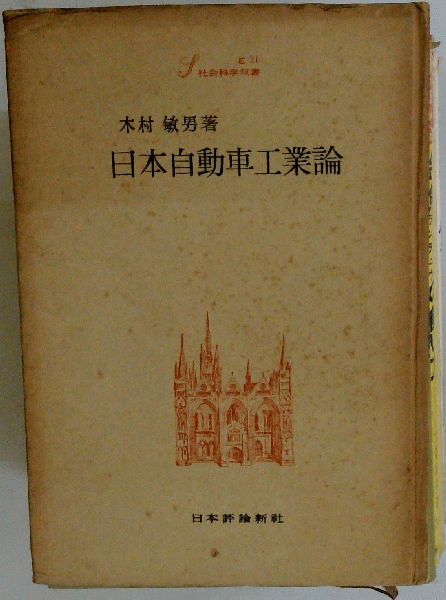 E 21
社会科学双書
木村 敏男著
日本自動車工業論
日本評論新社